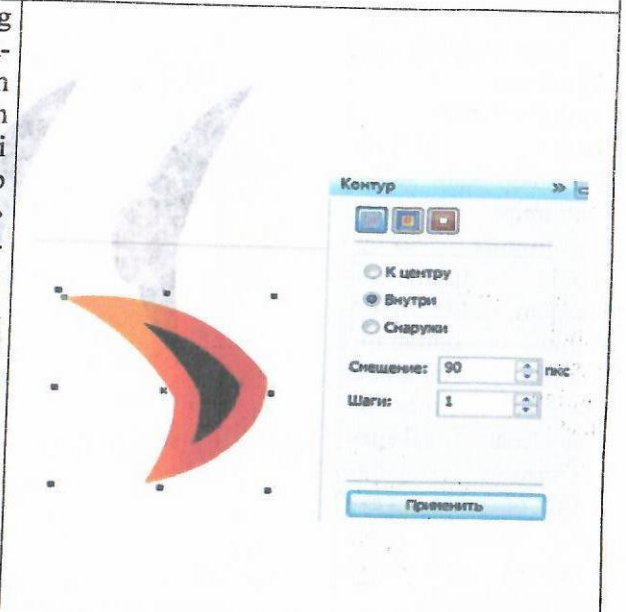 Контур »
К центру
Внутри
Снаружи
Смещение: 90 пкс
Шаги: 1
Применить